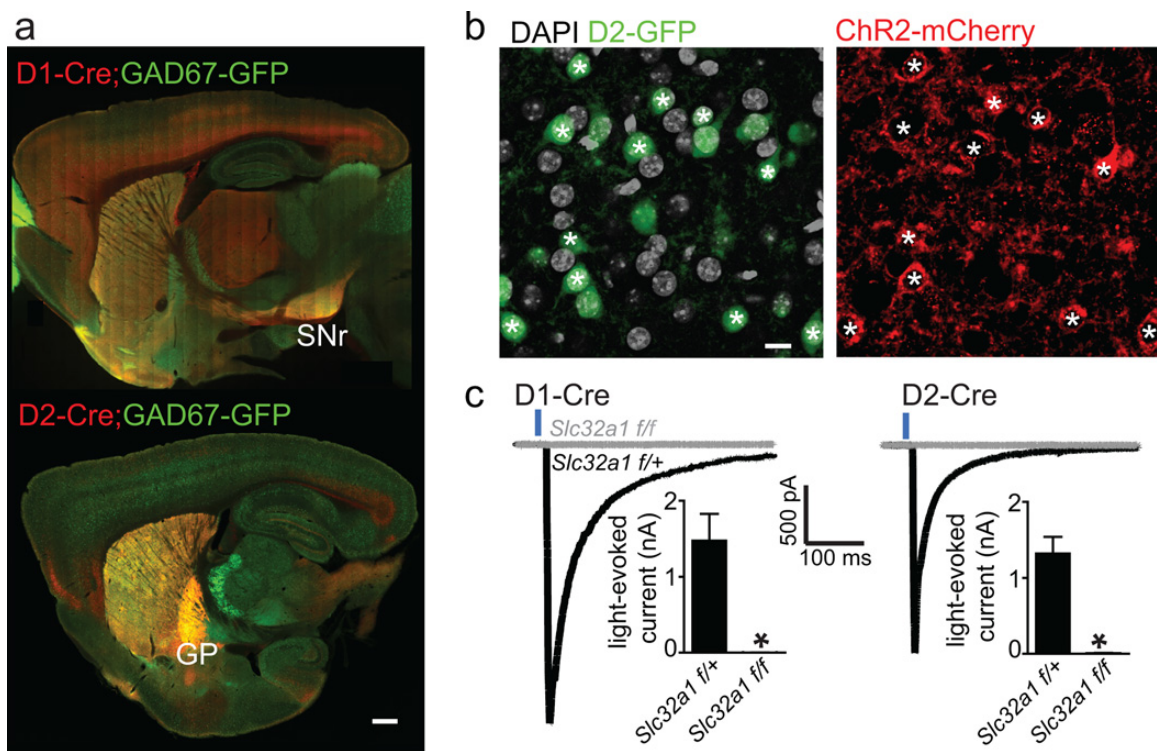 a
D1-Cre;GAD67-GFP
SNr
D2-Cre;GAD67-GFP
GP
b
DAPI D2-GFP
ChR2-mCherry
c
D1-Cre
Slc32a1 f/f
Slc32a1 f/+
light-evoked
current (nA)
2
1
0
*
Slc32a1 f/+
Slc32a1 f/f
500 pA
100 ms
D2-Cre
light-evoked
current (nA)
2
1
0
*
Slc32a1 f/+
Slc32a1 f/f